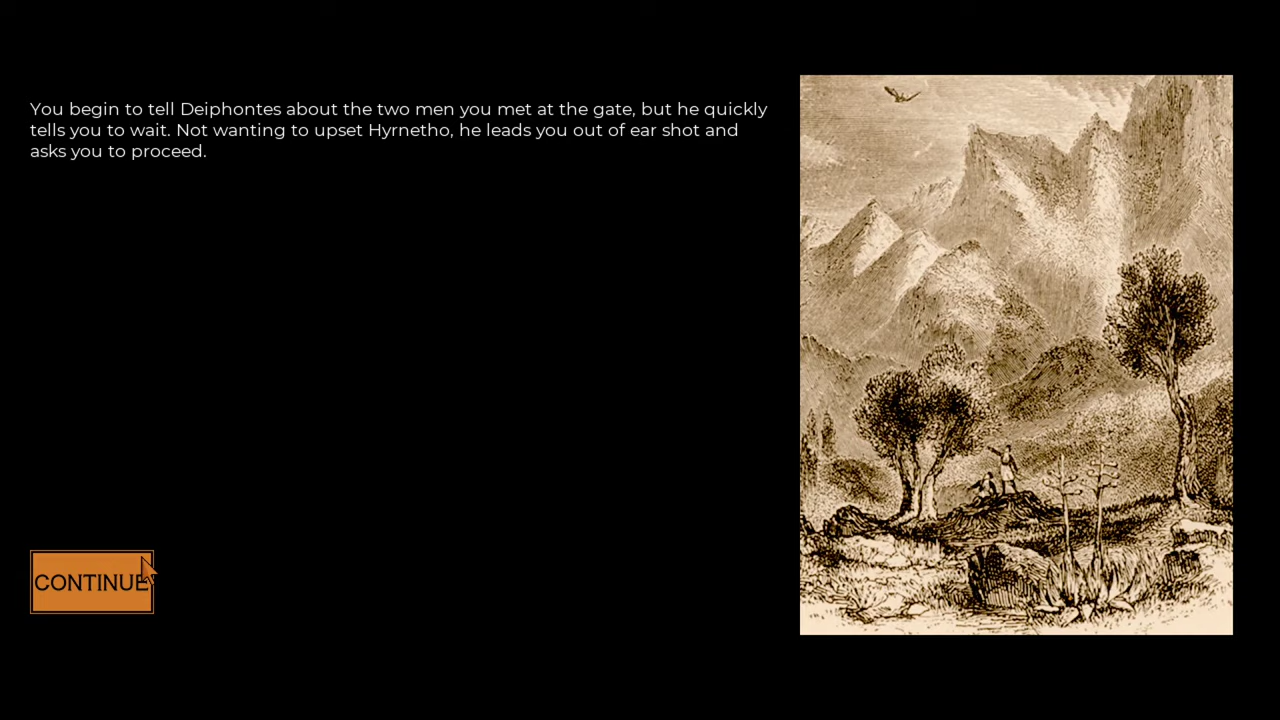 You begin to tell Deiphontes about the two men you met at the gate, but he quickly
tells you to wait. Not wanting to upset Hyrnetho, he leads you out of ear shot and
asks you to proceed.
CONTINUE